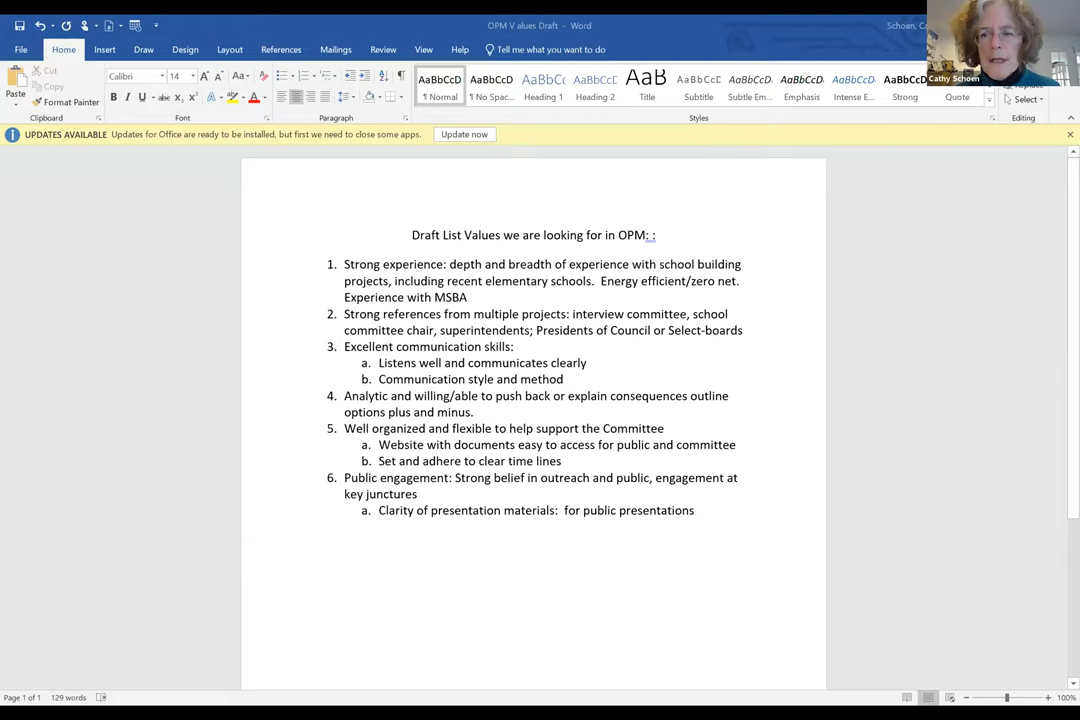 OPM V alues Draft - Word
Schoen, Ca
File Home Insert Draw Design Layout References Mailings Review View Help Tell me what you want to do
Cathy Schoen
Paste
Cut
Copy
Format Painter
Calibri 14
AaBbCcD AaBbCcD AaBbCc AaBbCcD AaB AaBbCcD AaBbCcD AaBbCcD AaBbCcD AaBbCcD
¶ Normal ¶ No Spac... Heading 1 Heading 2 Title Subtitle Subtle Em... Emphasis Intense E... Strong Quote
Replace
Select
Clipboard Font Paragraph Styles Editing
UPDATES AVAILABLE Updates for Office are ready to be installed, but first we need to close some apps. Update now
Draft List Values we are looking for in OPM: :
1. Strong experience: depth and breadth of experience with school building
projects, including recent elementary schools. Energy efficient/zero net.
Experience with MSBA
2. Strong references from multiple projects: interview committee, school
committee chair, superintendents; Presidents of Council or Select-boards
3. Excellent communication skills:
a. Listens well and communicates clearly
b. Communication style and method
4. Analytic and willing/able to push back or explain consequences outline
options plus and minus.
5. Well organized and flexible to help support the Committee
a. Website with documents easy to access for public and committee
b. Set and adhere to clear time lines
6. Public engagement: Strong belief in outreach and public, engagement at
key junctures
a. Clarity of presentation materials: for public presentations
Page 1 of 1 129 words
100%